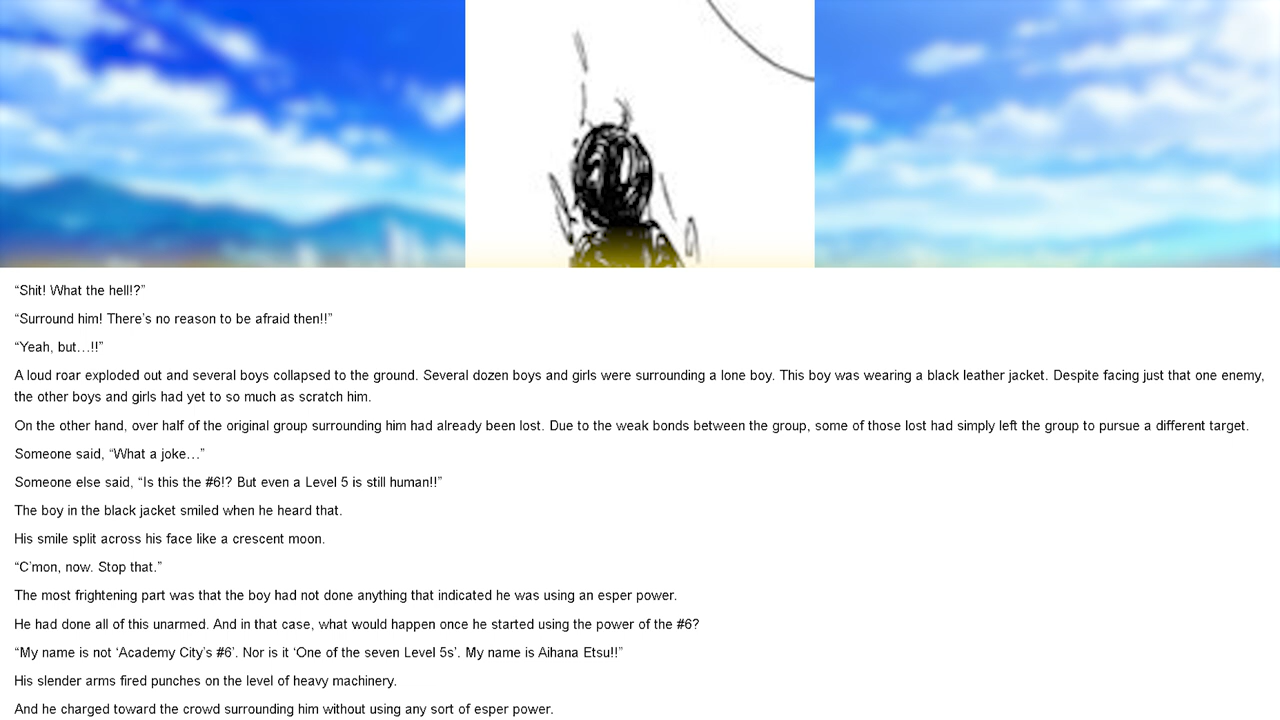 “Shit! What the hell!?”
“Surround him! There’s no reason to be afraid then!!”
“Yeah, but…!!”
A loud roar exploded out and several boys collapsed to the ground. Several dozen boys and girls were surrounding a lone boy. This boy was wearing a black leather jacket. Despite facing just that one enemy,
the other boys and girls had yet to so much as scratch him.
On the other hand, over half of the original group surrounding him had already been lost. Due to the weak bonds between the group, some of those lost had simply left the group to pursue a different target.
Someone said, “What a joke…”
Someone else said, “Is this the #6!? But even a Level 5 is still human!!”
The boy in the black jacket smiled when he heard that.
His smile split across his face like a crescent moon.
“C’mon, now. Stop that.”
The most frightening part was that the boy had not done anything that indicated he was using an esper power.
He had done all of this unarmed. And in that case, what would happen once he started using the power of the #6?
“My name is not ‘Academy City’s #6’. Nor is it ‘One of the seven Level 5s’. My name is Aihana Etsu!!”
His slender arms fired punches on the level of heavy machinery.
And he charged toward the crowd surrounding him without using any sort of esper power.